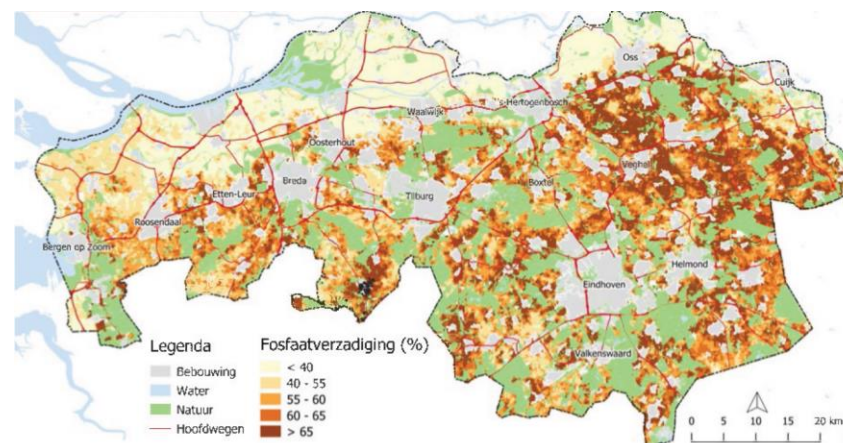 Oss
Cuijk
's-Hertogenbosch
Waalwijk
Oosterhout
Veghel
Breda
Etten-Leur
Boxtel
Tilburg
Roosendaal
Bergen op Zoom
Helmond
Eindhoven
Valkenswaard
Legenda
Bebouwing
Water
Natuur
Hoofdwegen
Fosfaatverzadiging (%)
< 40
40 - 55
55 - 60
60 - 65
> 65
0 5 10 15 20 km